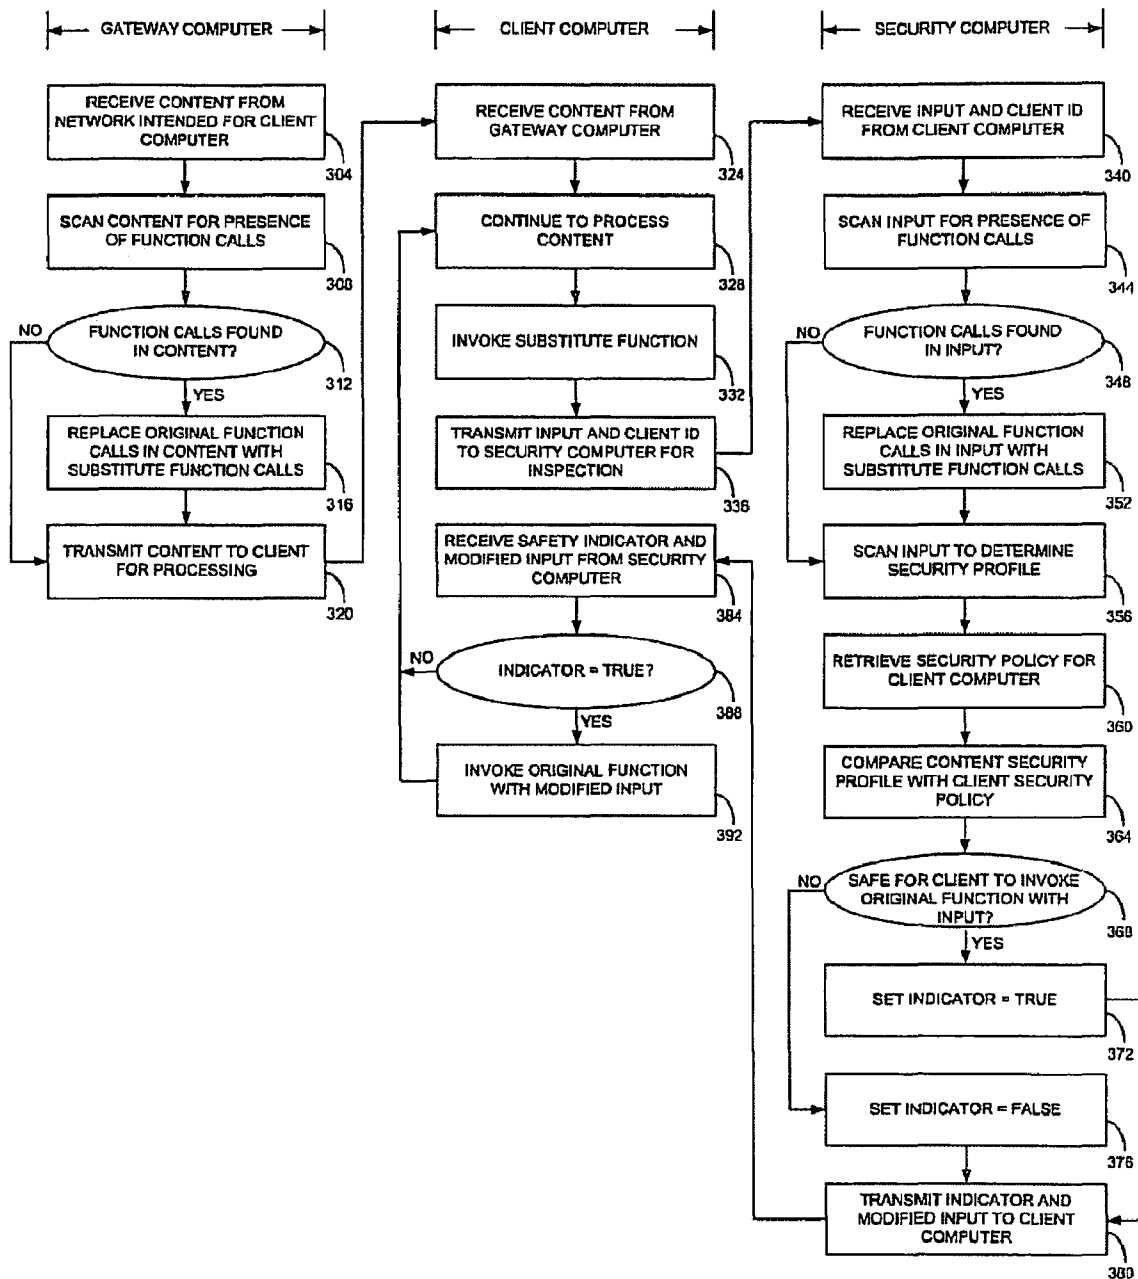 GATEWAY COMPUTER
RECEIVE CONTENT FROM
NETWORK INTENDED FOR CLIENT
COMPUTER
304
SCAN CONTENT FOR PRESENCE
OF FUNCTION CALLS
308
NO
FUNCTION CALLS FOUND
IN CONTENT?
312
YES
REPLACE ORIGINAL FUNCTION
CALLS IN CONTENT WITH
SUBSTITUTE FUNCTION CALLS
316
TRANSMIT CONTENT TO CLIENT
FOR PROCESSING
320
CLIENT COMPUTER
RECEIVE CONTENT FROM
GATEWAY COMPUTER
324
CONTINUE TO PROCESS
CONTENT
328
INVOKE SUBSTITUTE FUNCTION
332
TRANSMIT INPUT AND CLIENT ID
TO SECURITY COMPUTER FOR
INSPECTION
336
RECEIVE SAFETY INDICATOR AND
MODIFIED INPUT FROM SECURITY
COMPUTER
384
NO
INDICATOR = TRUE?
388
YES
INVOKE ORIGINAL FUNCTION
WITH MODIFIED INPUT
392
SECURITY COMPUTER
RECEIVE INPUT AND CLIENT ID
FROM CLIENT COMPUTER
340
SCAN INPUT FOR PRESENCE OF
FUNCTION CALLS
344
NO
FUNCTION CALLS FOUND
IN INPUT?
348
YES
REPLACE ORIGINAL FUNCTION
CALLS IN INPUT WITH
SUBSTITUTE FUNCTION CALLS
352
SCAN INPUT TO DETERMINE
SECURITY PROFILE
356
RETRIEVE SECURITY POLICY FOR
CLIENT COMPUTER
360
COMPARE CONTENT SECURITY
PROFILE WITH CLIENT SECURITY
POLICY
364
NO
SAFE FOR CLIENT TO INVOKE
ORIGINAL FUNCTION WITH
INPUT?
368
YES
SET INDICATOR = TRUE
372
SET INDICATOR = FALSE
376
TRANSMIT INDICATOR AND
MODIFIED INPUT TO CLIENT
COMPUTER
380